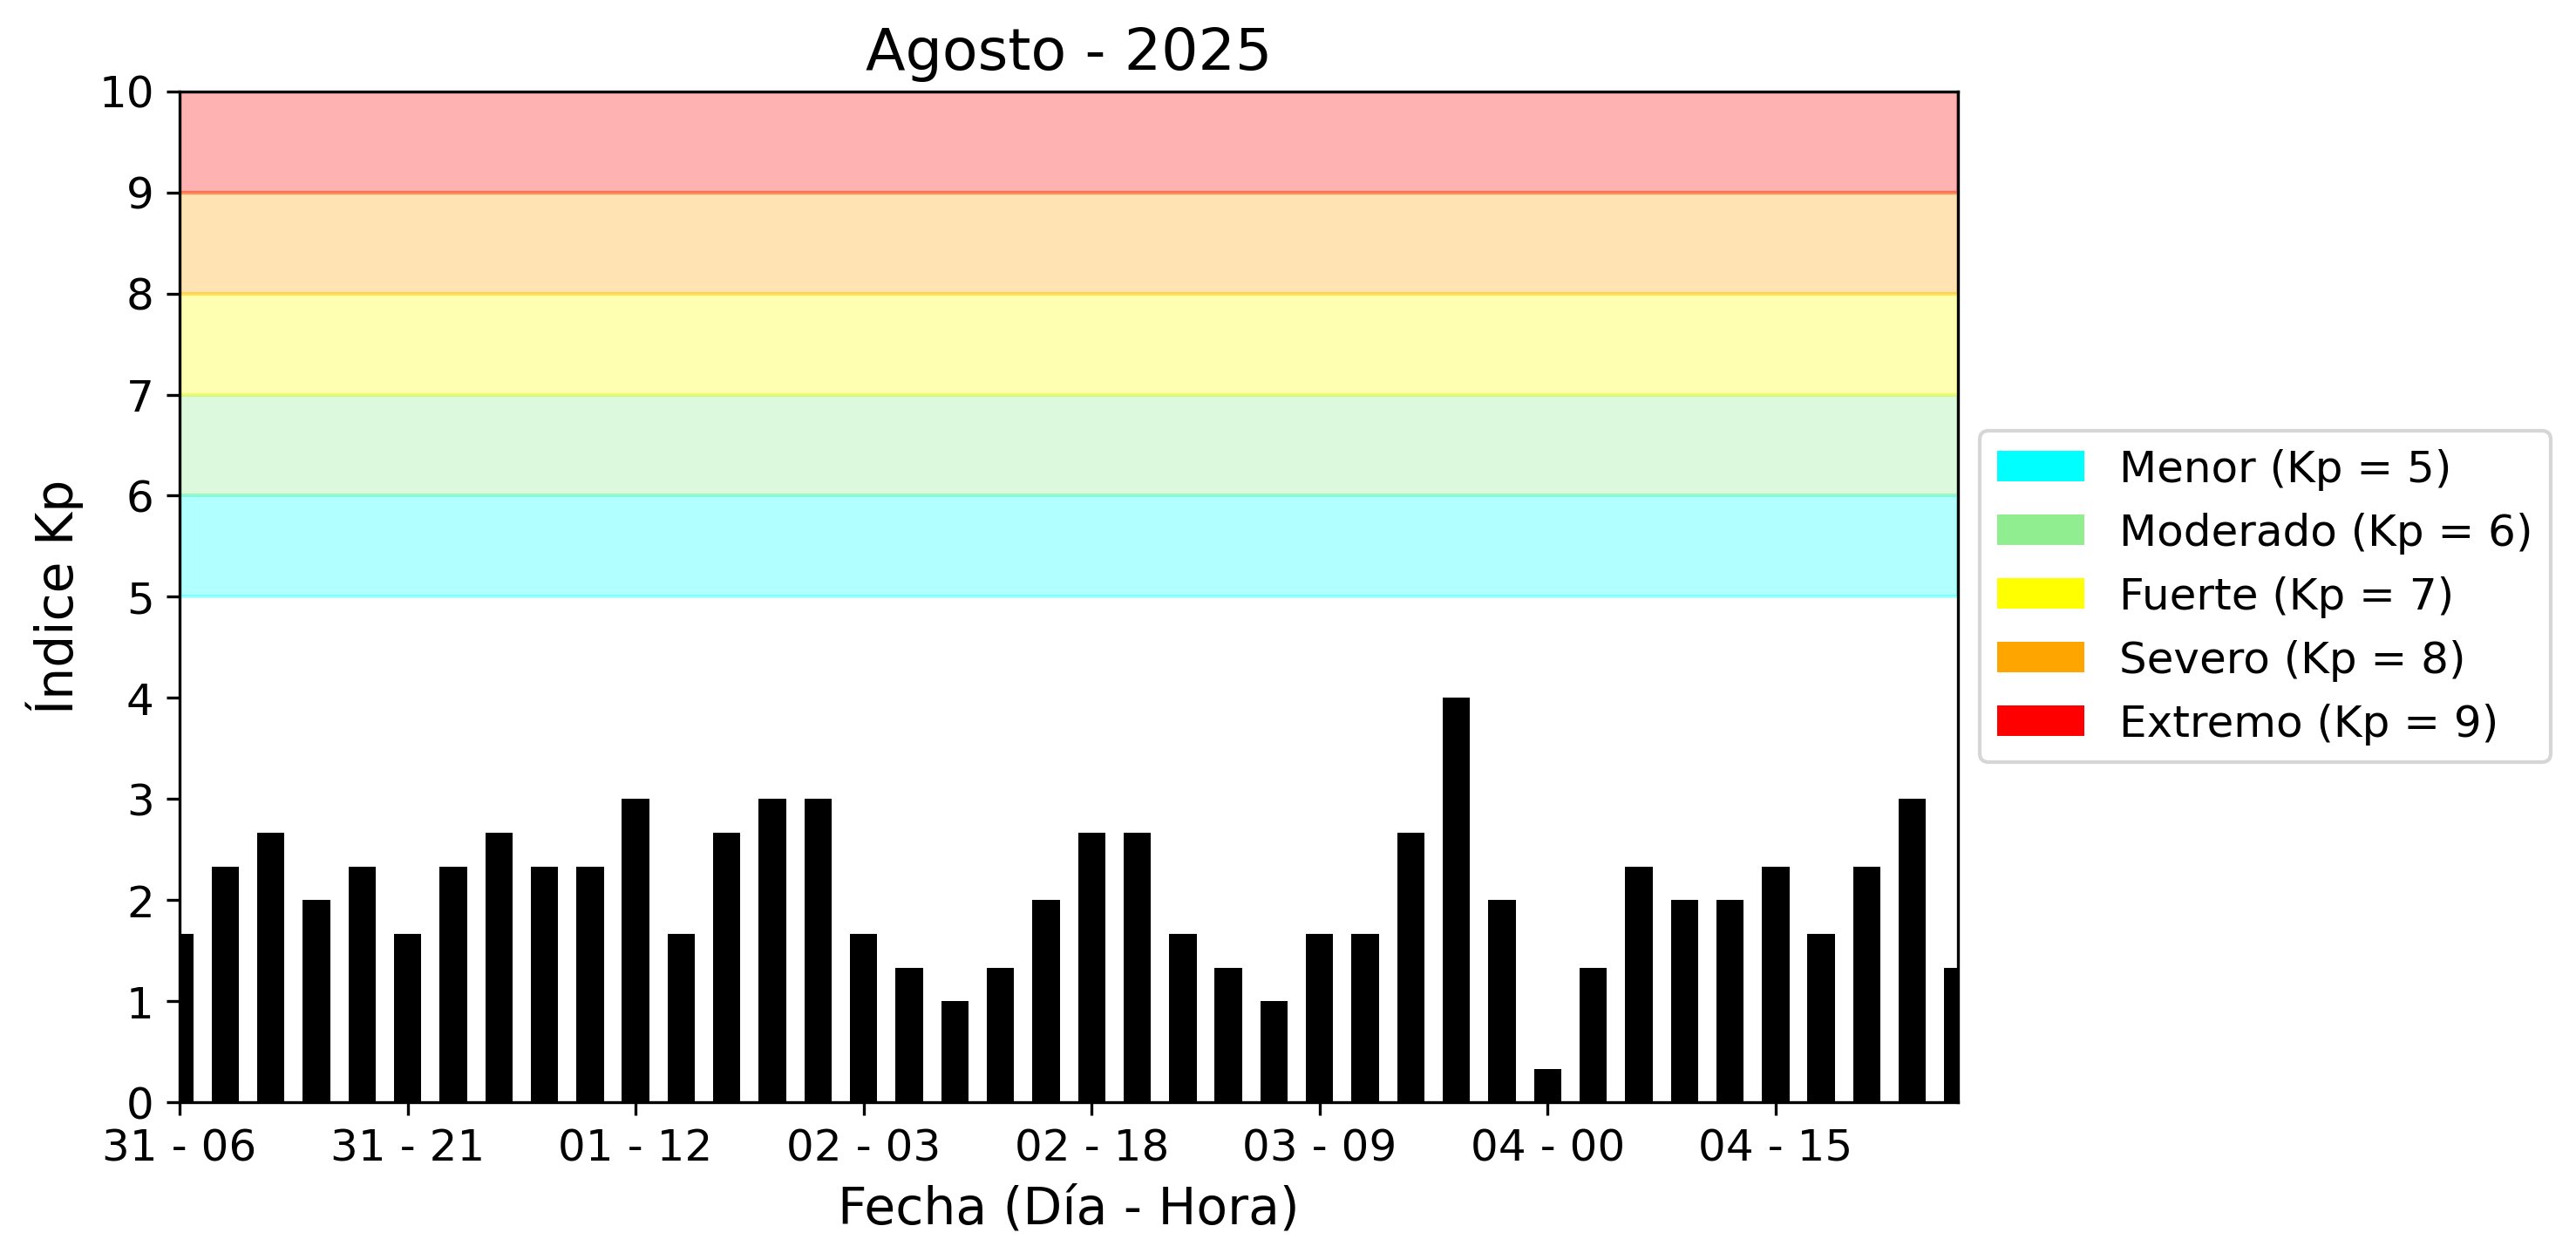 Agosto - 2025
Índice Kp
10
9
8
7
6
5
4
3
2
1
0
31 - 06
31 - 21
01 - 12
02 - 03
02 - 18
03 - 09
04 - 00
04 - 15
Fecha (Día - Hora)
Menor (Kp = 5)
Moderado (Kp = 6)
Fuerte (Kp = 7)
Severo (Kp = 8)
Extremo (Kp = 9)